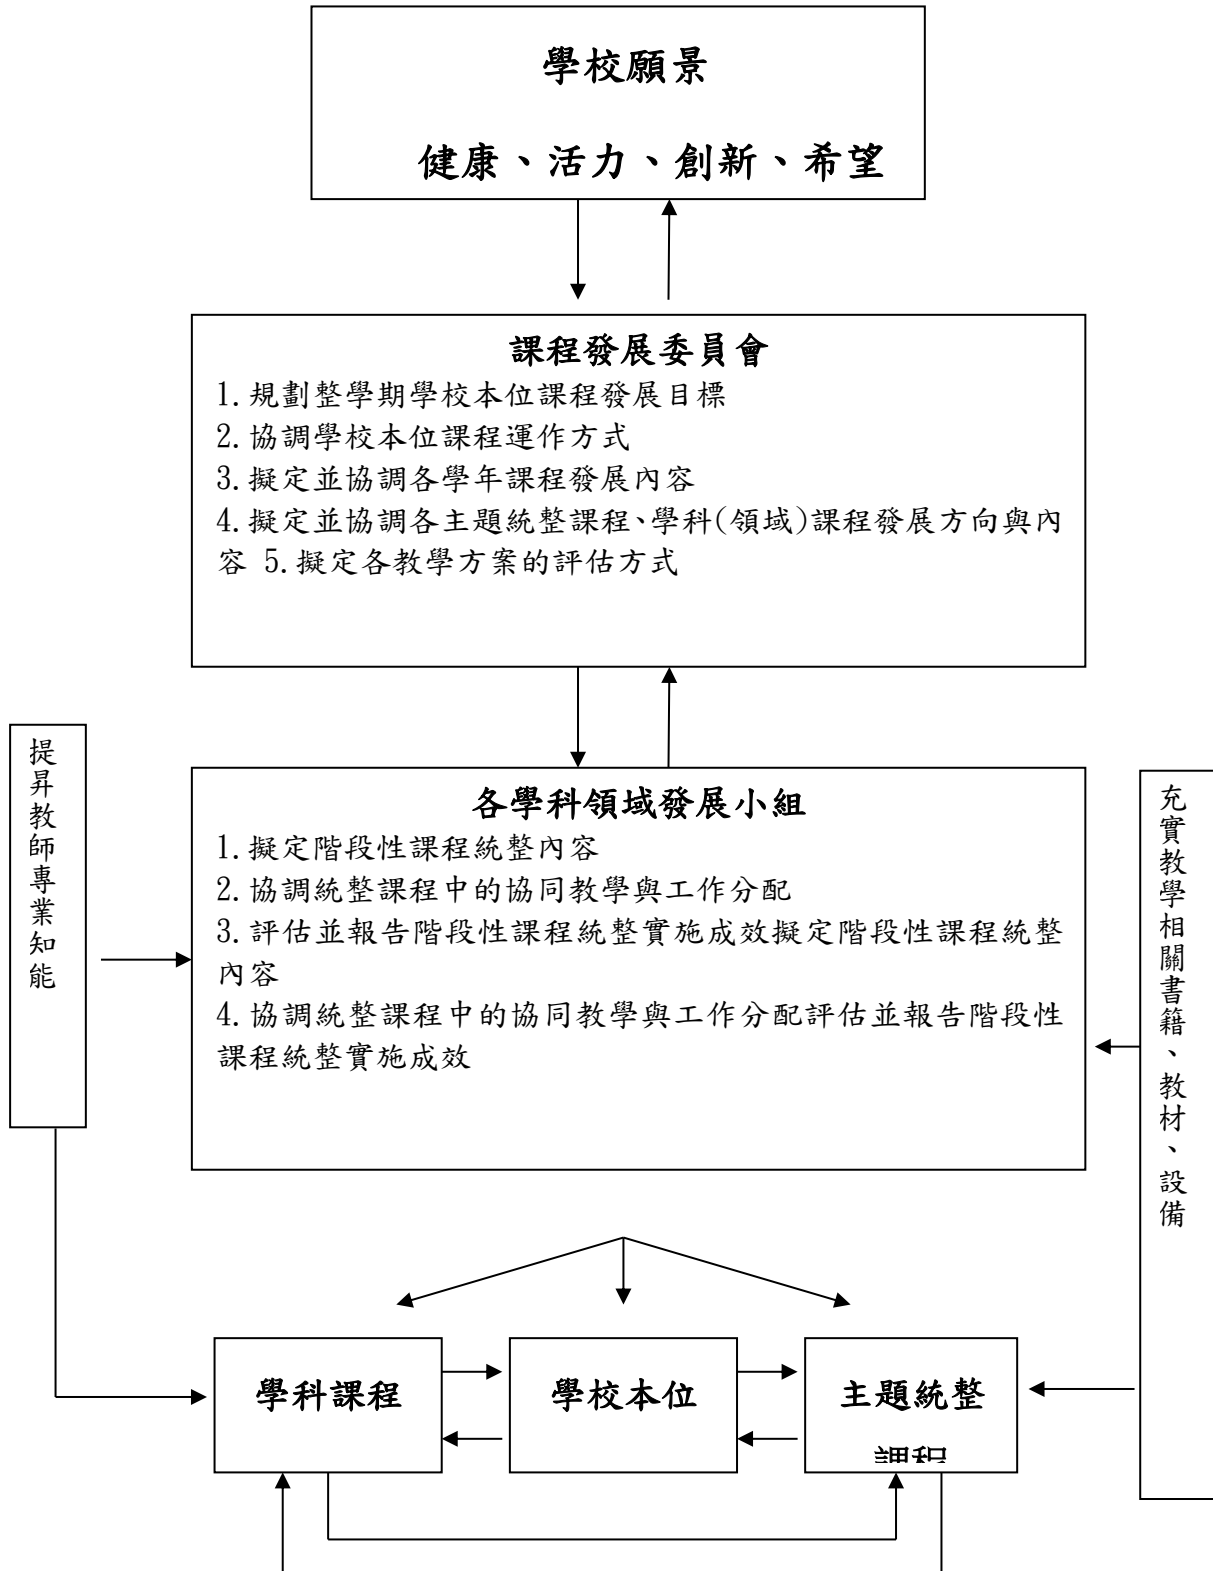 學校願景
健康、活力、創新、希望
課程發展委員會
1.規劃整學期學校本位課程發展目標
2.協調學校本位課程運作方式
3.擬定並協調各學年課程發展內容
4.擬定並協調各主題統整課程、學科(領域)課程發展方向與內
容 5.擬定各教學方案的評估方式
提昇教師專業知能
各學科領域發展小組
1.擬定階段性課程統整內容
2.協調統整課程中的協同教學與工作分配
3.評估並報告階段性課程統整實施成效擬定階段性課程統整
內容
4.協調統整課程中的協同教學與工作分配評估並報告階段性
課程統整實施成效
充實教學相關書籍、教材、設備
學科課程
學校本位
主題統整
課程